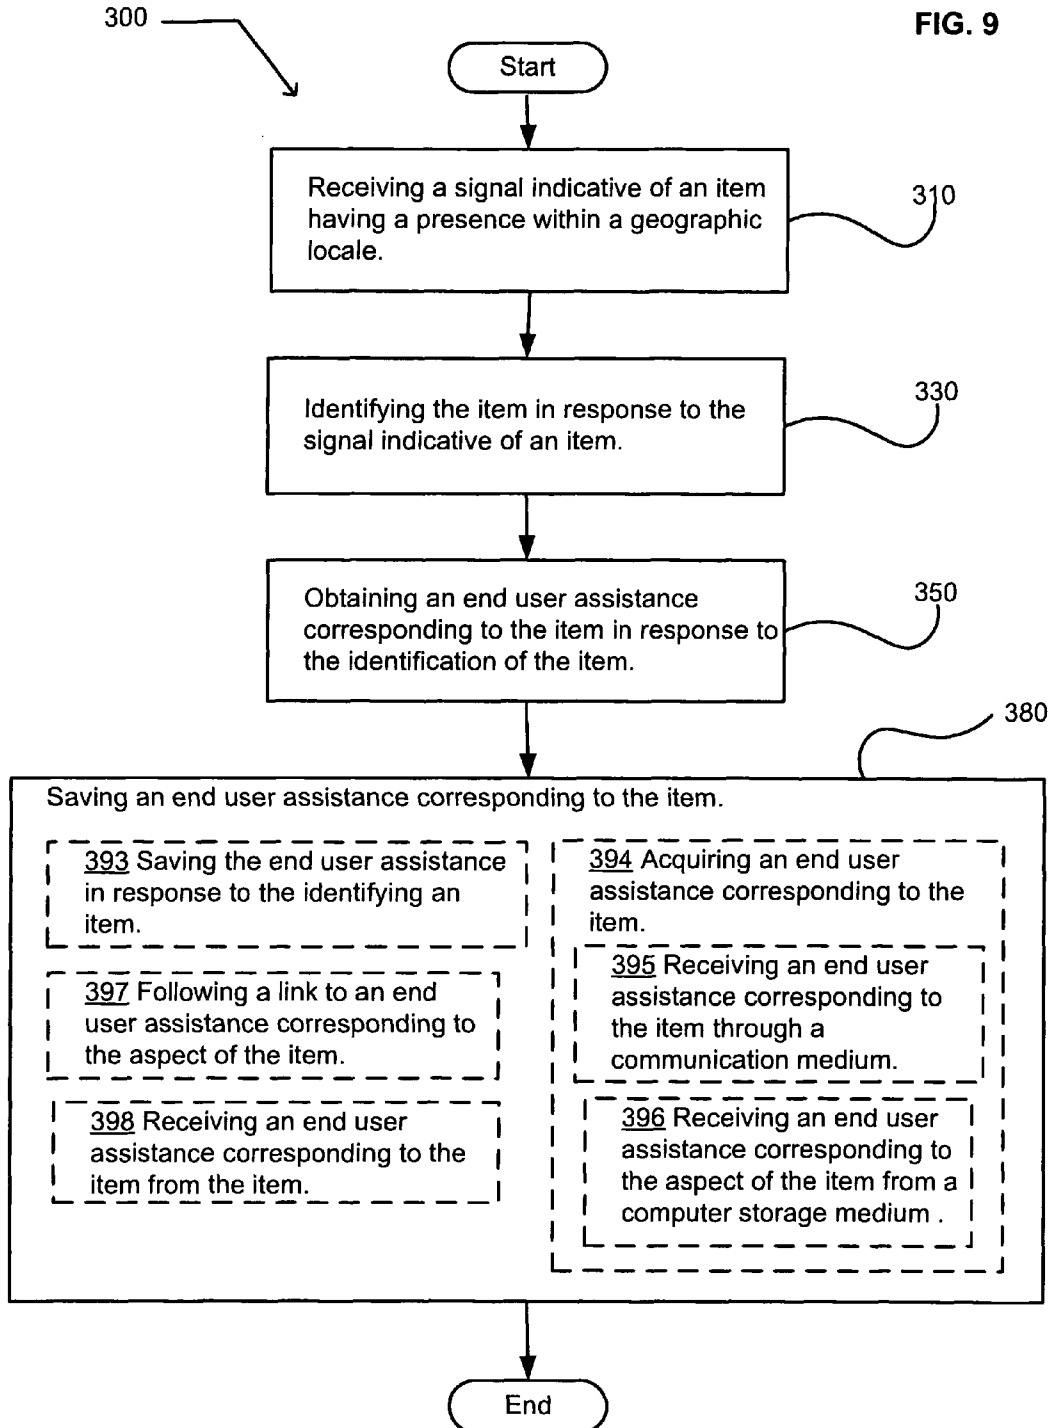 300
FIG. 9
Start
Receiving a signal indicative of an item
having a presence within a geographic
locale.
310
Identifying the item in response to the
signal indicative of an item.
330
Obtaining an end user assistance
corresponding to the item in response to
the identification of the item.
350
380
Saving an end user assistance corresponding to the item.
393 Saving the end user assistance
in response to the identifying an
item.
397 Following a link to an end
user assistance corresponding to
the aspect of the item.
398 Receiving an end user
assistance corresponding to the
item from the item.
394 Acquiring an end user
assistance corresponding to the
item.
395 Receiving an end user
assistance corresponding to
the item through a
communication medium.
396 Receiving an end user
assistance corresponding to
the aspect of the item from a
computer storage medium .
End